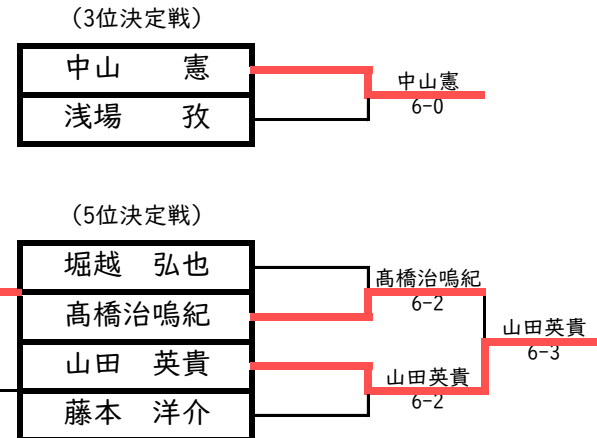 （3位決定戦）
中山　　憲
浅場　　孜
中山憲
6-0
（5位決定戦）
堀越　弘也
髙橋治鳴紀
山田　英貴
藤本　洋介
髙橋治鳴紀
6-2
山田英貴
6-2
山田英貴
6-3